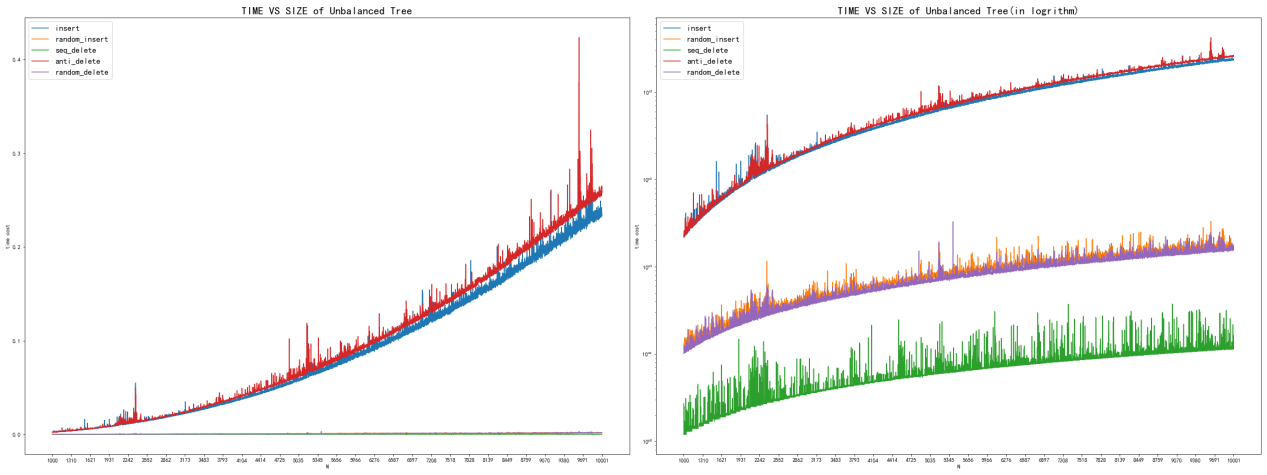 TIME VS SIZE of Unbalanced Tree
insert
random_insert
seq_delete
anti_delete
random_delete
0.4
0.3
0.2
0.1
0.0
time cost
1000 1310 1621 1931 2242 2552 2862 3173 3483 3793 4104 4414 4725 5035 5345 5656 5966 6276 6587 6897 7208 7518 7828 8139 8449 8759 9070 9380 9691 10001
N
TIME VS SIZE of Unbalanced Tree(in logrithm)
insert
random_insert
seq_delete
anti_delete
random_delete
time cost
1000 1310 1621 1931 2242 2552 2862 3173 3483 3793 4104 4414 4725 5035 5345 5656 5966 6276 6587 6897 7208 7518 7828 8139 8449 8759 9070 9380 9691 10001
N